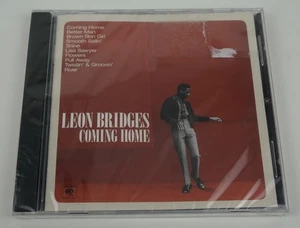 Coming Home
Better Man
Brown Skin Girl
Smooth Sailin'
Shine
Lisa Sawyer
Flowers
Pull Away
Twistin' & Groovin'
River
LEON BRIDGES
COMING HOME